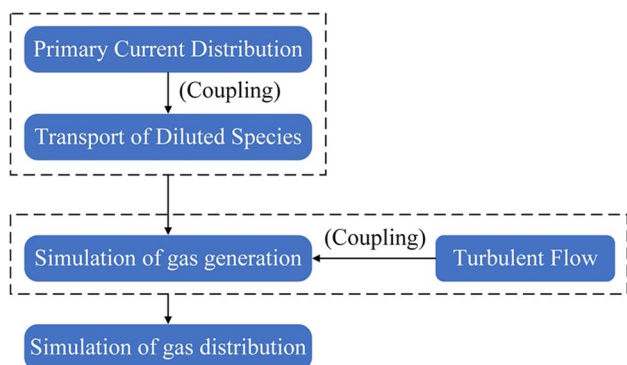 Primary Current Distribution
(Coupling)
Transport of Diluted Species
(Coupling)
Simulation of gas generation
Turbulent Flow
Simulation of gas distribution